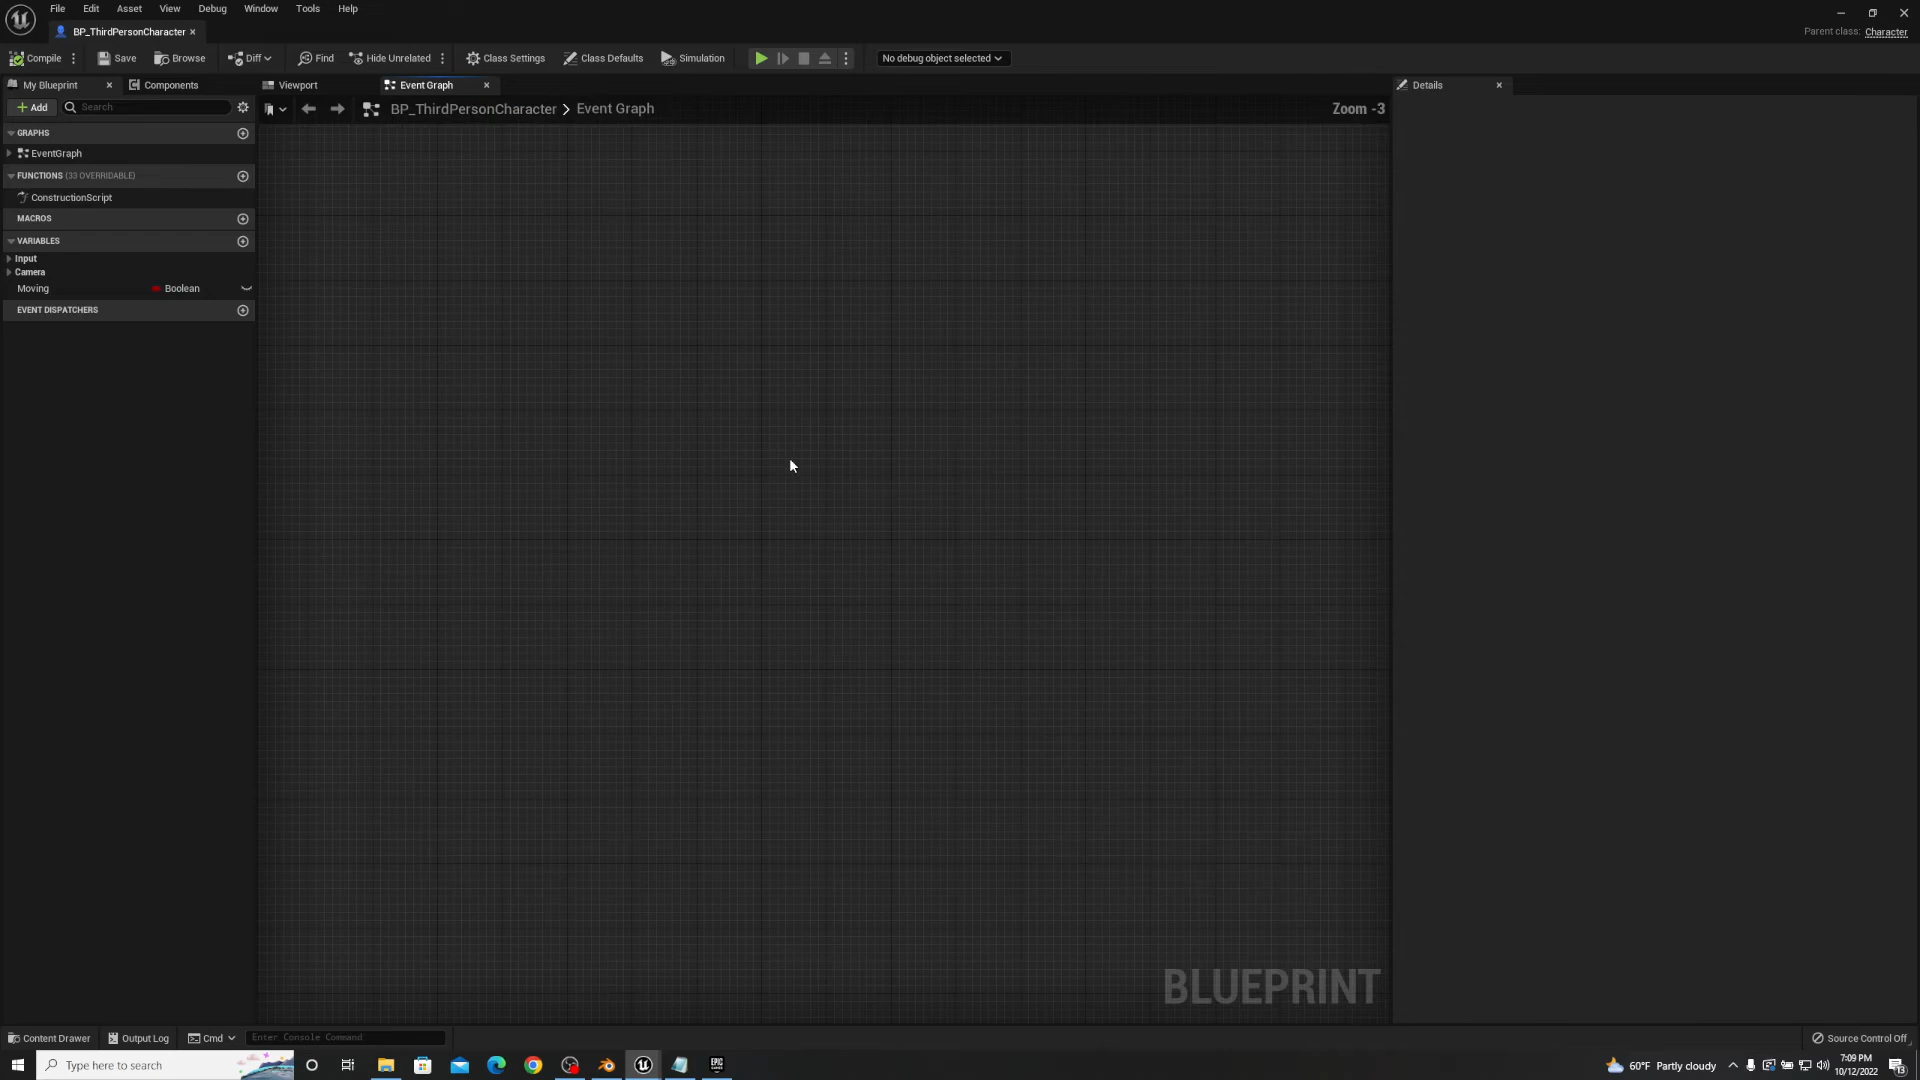 File Edit Asset View Debug Window Tools Help
BP_ThirdPersonCharacter
Parent class: Character
Compile Save Browse Diff Find Hide Unrelated Class Settings Class Defaults Simulation No debug object selected
My Blueprint Components Viewport Event Graph Details
Add Search BP_ThirdPersonCharacter > Event Graph Zoom -3
GRAPHS
EventGraph
FUNCTIONS (33 OVERRIDABLE)
ConstructionScript
MACROS
VARIABLES
Input
Camera
Moving Boolean
EVENT DISPATCHERS
BLUEPRINT
Content Drawer Output Log Cmd Enter Console Command Source Control Off
Type here to search EPIC GAMES 60°F Partly cloudy 7:09 PM
10/12/2022 13